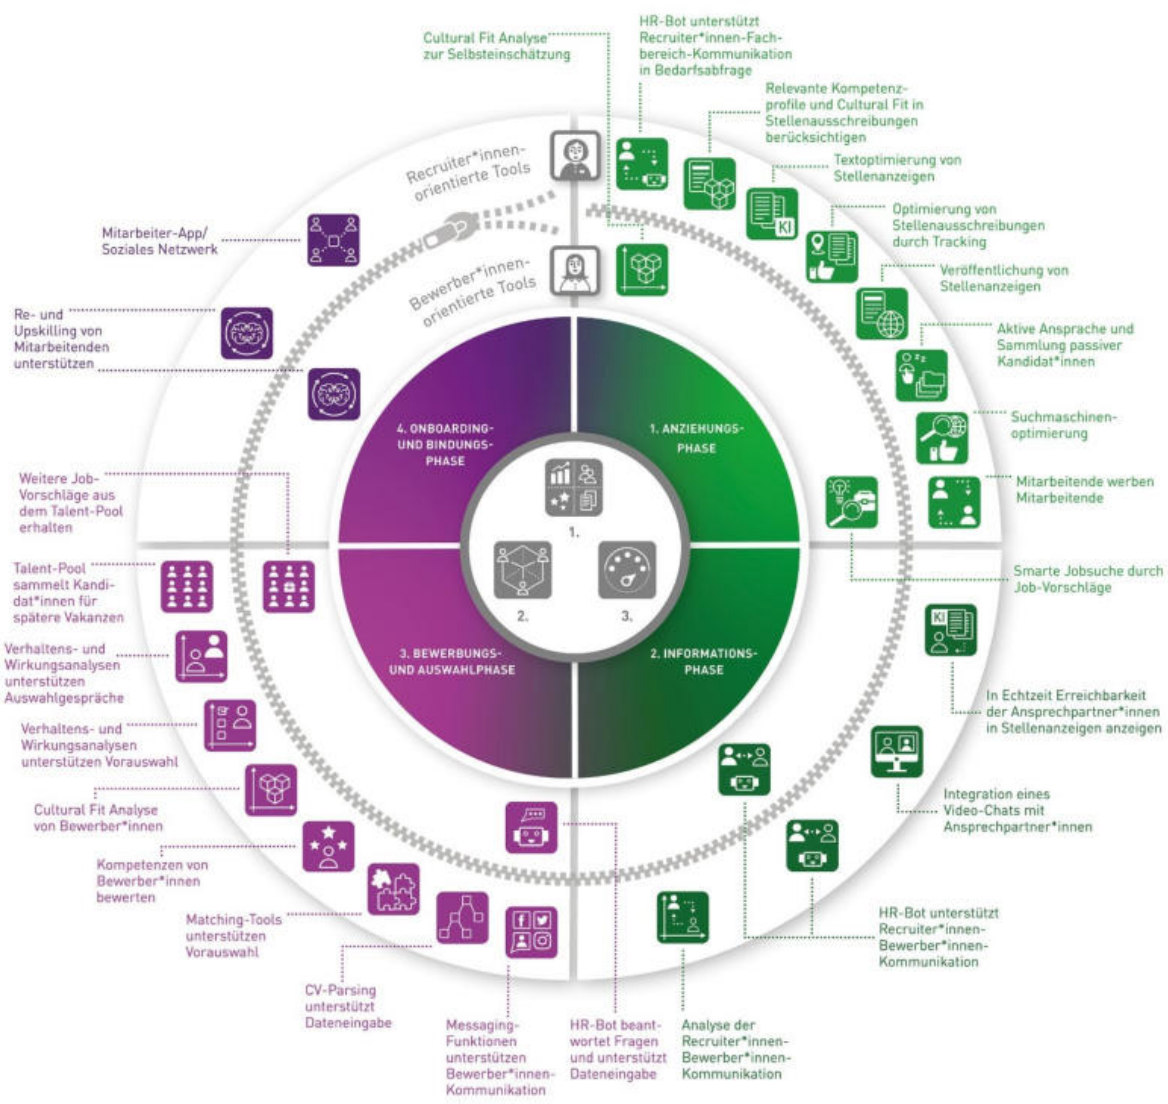 Cultural Fit Analyse
zur Selbsteinschätzung
HR-Bot unterstützt
Recruiter*innen-Fach-
bereich-Kommunikation
in Bedarfsabfrage
Relevante Kompetenz-
profile und Cultural Fit in
Stellenausschreibungen
berücksichtigen
Textoptimierung von
Stellenanzeigen
KI
Optimierung von
Stellenausschreibungen
durch Tracking
Veröffentlichung von
Stellenanzeigen
Aktive Ansprache und
Sammlung passiver
Kandidat*innen
zz
Suchmaschinen-
optimierung
Mitarbeitende werben
Mitarbeitende
Smarte Jobsuche durch
Job-Vorschläge
Recruiter*innen-
orientierte Tools
Bewerber*innen-
orientierte Tools
1. ANZIEHUNGS-
PHASE
2. INFORMATIONS-
PHASE
3. BEWERBUNGS-
UND AUSWAHLPHASE
4. ONBOARDING-
UND BINDUNGS-
PHASE
1.
2.
3.
KI
In Echtzeit Erreichbarkeit
der Ansprechpartner*innen
in Stellenanzeigen anzeigen
Integration eines
Video-Chats mit
Ansprechpartner*innen
HR-Bot unterstützt
Recruiter*innen-
Bewerber*innen-
Kommunikation
Analyse der
Recruiter*innen-
Bewerber*innen-
Kommunikation
HR-Bot beant-
wortet Fragen
und unterstützt
Dateneingabe
Messaging-
Funktionen
unterstützen
Bewerber*innen-
Kommunikation
CV-Parsing
unterstützt
Dateneingabe
Matching-Tools
unterstützen
Vorauswahl
Kompetenzen von
Bewerber*innen
bewerten
Cultural Fit Analyse
von Bewerber*innen
Verhaltens- und
Wirkungsanalysen
unterstützen Vorauswahl
Verhaltens- und
Wirkungsanalysen
unterstützen
Auswahlgespräche
Talent-Pool
sammelt Kandi-
dat*innen für
spätere Vakanzen
Weitere Job-
Vorschläge aus
dem Talent-Pool
erhalten
Re- und
Upskilling von
Mitarbeitenden
unterstützen
Mitarbeiter-App/
Soziales Netzwerk